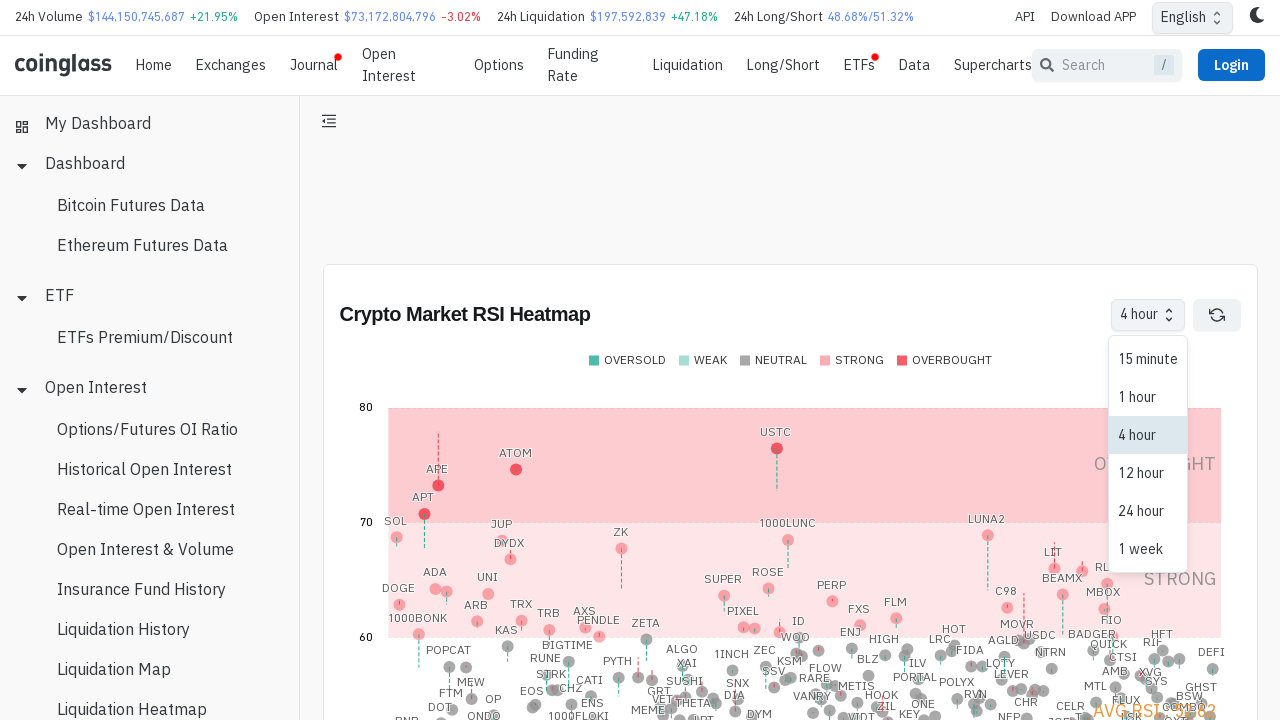 24h Volume $144,150,745,687 +21.95% Open Interest $73,172,804,796 -3.02% 24h Liquidation $197,592,839 +47.18% 24h Long/Short 48.68%/51.32% API Download APP English
coinglass Home Exchanges Journal Open Interest Options Funding Rate Liquidation Long/Short ETFs Data Supercharts Search / Login
My Dashboard
Dashboard
Bitcoin Futures Data
Ethereum Futures Data
ETF
ETFs Premium/Discount
Open Interest
Options/Futures OI Ratio
Historical Open Interest
Real-time Open Interest
Open Interest & Volume
Insurance Fund History
Liquidation History
Liquidation Map
Liquidation Heatmap
Crypto Market RSI Heatmap
4 hour
15 minute
1 hour
4 hour
12 hour
24 hour
1 week
OVERSOLD WEAK NEUTRAL STRONG OVERBOUGHT
80
USTC
ATOM
APE
APT
70
SOL
JUP
DYDX
ZK
1000LUNC
LUNA2
LIT
STRONG
DOGE
ADA
UNI
SUPER
ROSE
PERP
C98
BEAMX
MBOX
1000BONK
ARB
TRX
TRB
AXS
PENDLE
PIXEL
ID
FXS
FLM
MOVR
FIO
60
KAS
BIGTIME
ZETA
WOO
ENJ
HIGH
LRC
HOT
AGLD
USDC
BADGER
QUICK
HFT
RIF
DEFI
POPCAT
RUNE
PYTH
ALGO
XAI
1INCH
ZEC
KSM
BLZ
ILV
FIDA
LOTY
NTRN
CTSI
MEW
STRK
CATI
SUSHI
SNX
SSV
RARE
FLOW
PORTAL
POLYX
LEVER
AMB
XVG
SYS
FTM
OP
EOS
CHZ
GRT
DIA
VANRY
METIS
HOOK
RVN
CHR
MTL
GHST
BSW
DOT
ONDO
ENS
1000FLOKI
MEME
THETA
DYM
ZIL
ONE
KEY
CELR
COMBO
AVG RSI